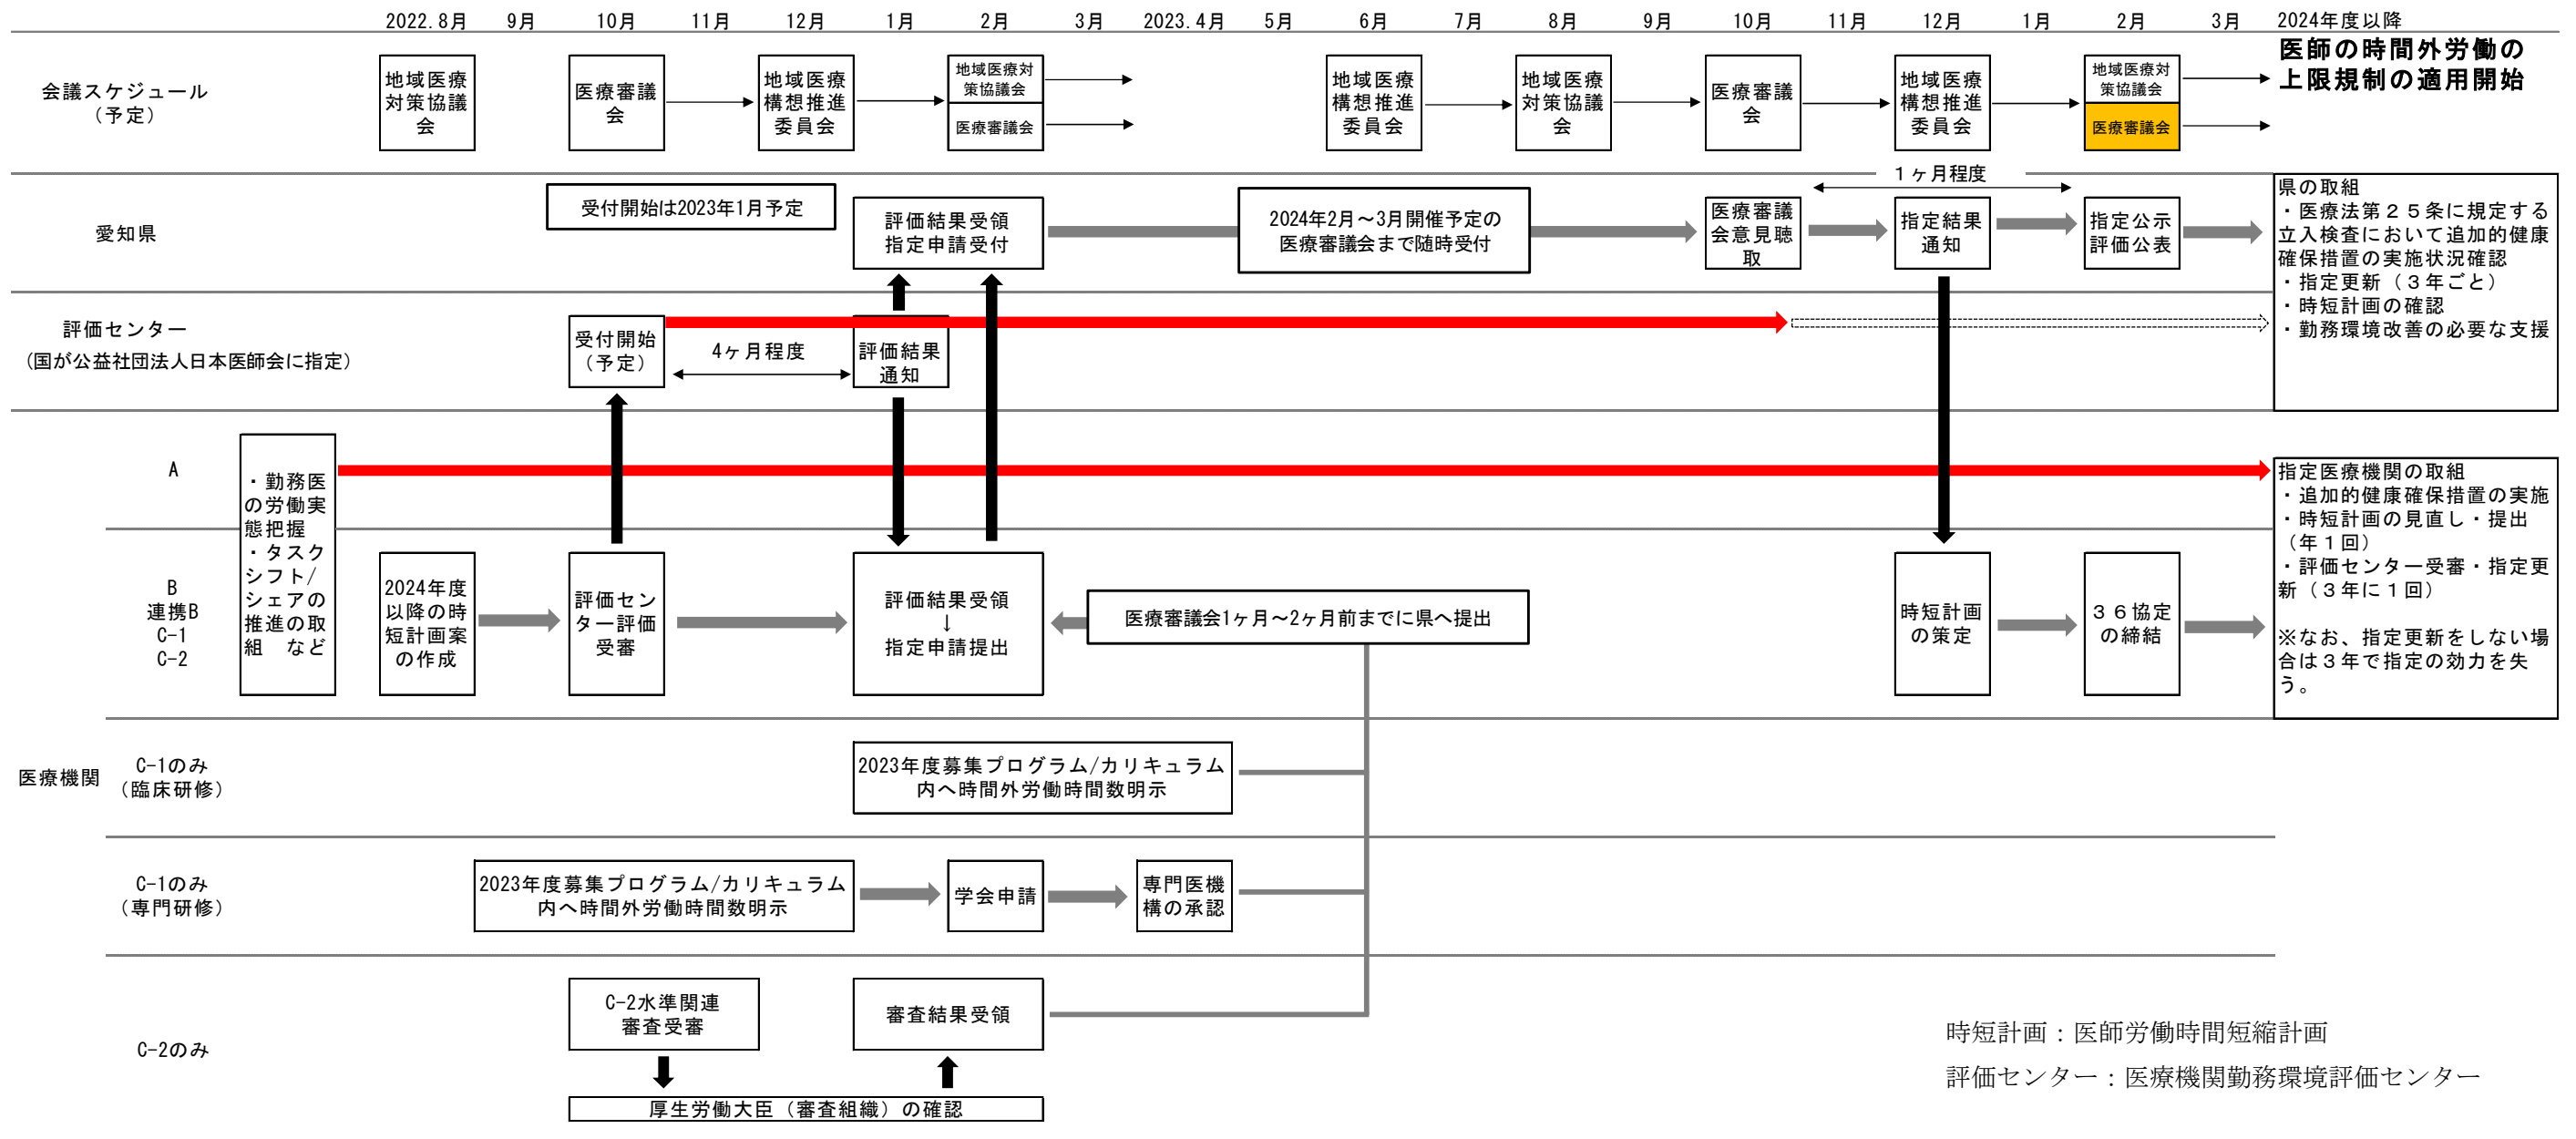 2022.8月 9月 10月 11月 12月 1月 2月 3月 2023.4月 5月 6月 7月 8月 9月 10月 11月 12月 1月 2月 3月 2024年度以降
会議スケジュール
（予定）
地域医療
対策協議
会
医療審議
会
地域医療
構想推進
委員会
地域医療対
策協議会
医療審議会
地域医療
構想推進
委員会
地域医療
対策協議
会
医療審議
会
地域医療
構想推進
委員会
地域医療対
策協議会
医療審議会
医師の時間外労働の
上限規制の適用開始
愛知県
受付開始は2023年1月予定
評価結果受領
指定申請受付
2024年2月～3月開催予定の
医療審議会まで随時受付
医療審議
会意見聴
取
１ヶ月程度
指定結果
通知
指定公示
評価公表
県の取組
・医療法第２５条に規定する
立入検査において追加的健康
確保措置の実施状況確認
・指定更新（３年ごと）
・時短計画の確認
・勤務環境改善の必要な支援
評価センター
（国が公益社団法人日本医師会に指定）
受付開始
（予定）
4ヶ月程度
評価結果
通知
医療機関
A
・勤務医
の労働実
態把握
・タスク
シフト/
シェアの
推進の取
組 など
B
連携B
C-1
C-2
2024年度
以降の時
短計画案
の作成
評価セン
ター評価
受審
評価結果受領
↓
指定申請提出
医療審議会1ヶ月～2ヶ月前までに県へ提出
時短計画
の策定
３６協定
の締結
指定医療機関の取組
・追加的健康確保措置の実施
・時短計画の見直し・提出
（年１回）
・評価センター受審・指定更
新（３年に１回）
※なお、指定更新をしない場
合は３年で指定の効力を失
う。
C-1のみ
（臨床研修）
2023年度募集プログラム/カリキュラム
内へ時間外労働時間数明示
C-1のみ
（専門研修）
2023年度募集プログラム/カリキュラム
内へ時間外労働時間数明示
学会申請
専門医機
構の承認
C-2のみ
C-2水準関連
審査受審
審査結果受領
厚生労働大臣（審査組織）の確認
時短計画：医師労働時間短縮計画
評価センター：医療機関勤務環境評価センター